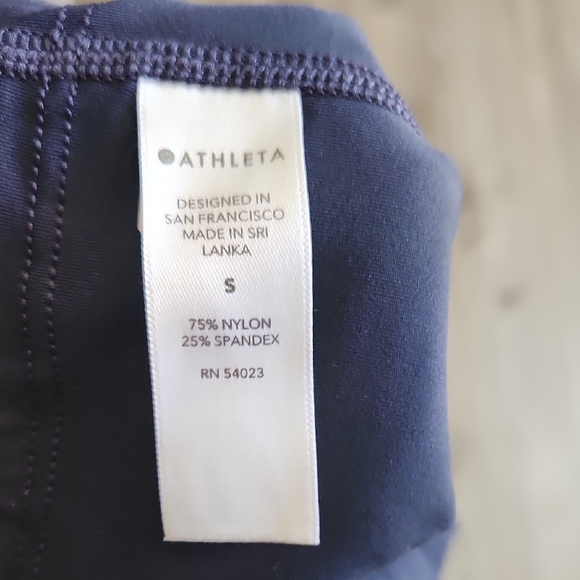 ATHLETA
DESIGNED IN
SAN FRANCISCO
MADE IN SRI
LANKA
S
75% NYLON
25% SPANDEX
RN 54023